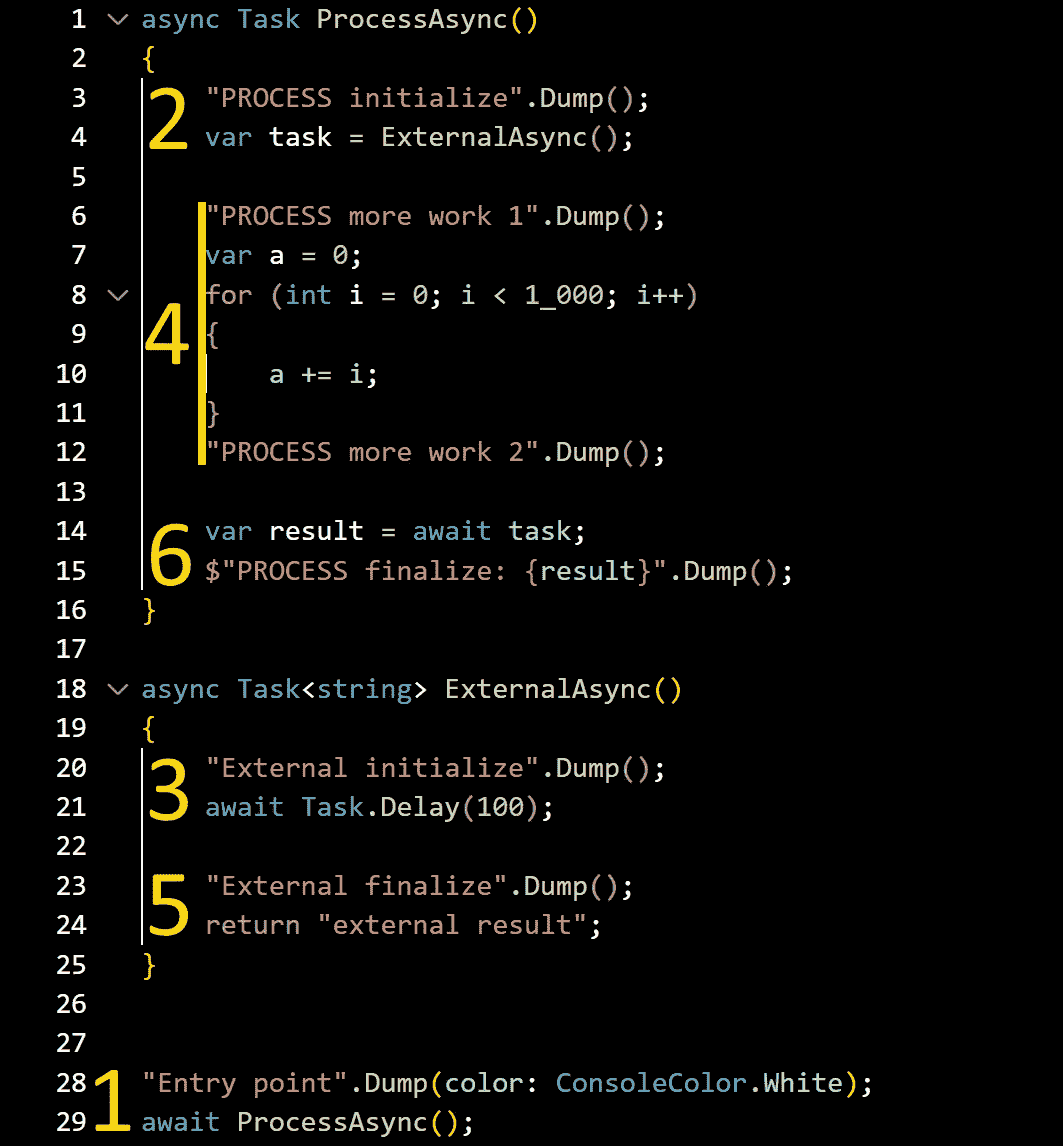 1 async Task ProcessAsync()
2 {
3 "PROCESS initialize".Dump();
2
4 var task = ExternalAsync();
5
6 "PROCESS more work 1".Dump();
7 var a = 0;
8 for (int i = 0; i < 1_000; i++)
9 {
4
10 a += i;
11 }
12 "PROCESS more work 2".Dump();
13
14 var result = await task;
6
15 $"PROCESS finalize: {result}".Dump();
16 }
17
18 async Task<string> ExternalAsync()
19 {
20 "External initialize".Dump();
3
21 await Task.Delay(100);
22
23 "External finalize".Dump();
5
24 return "external result";
25 }
26
27
28 "Entry point".Dump(color: ConsoleColor.White);
1
29 await ProcessAsync();